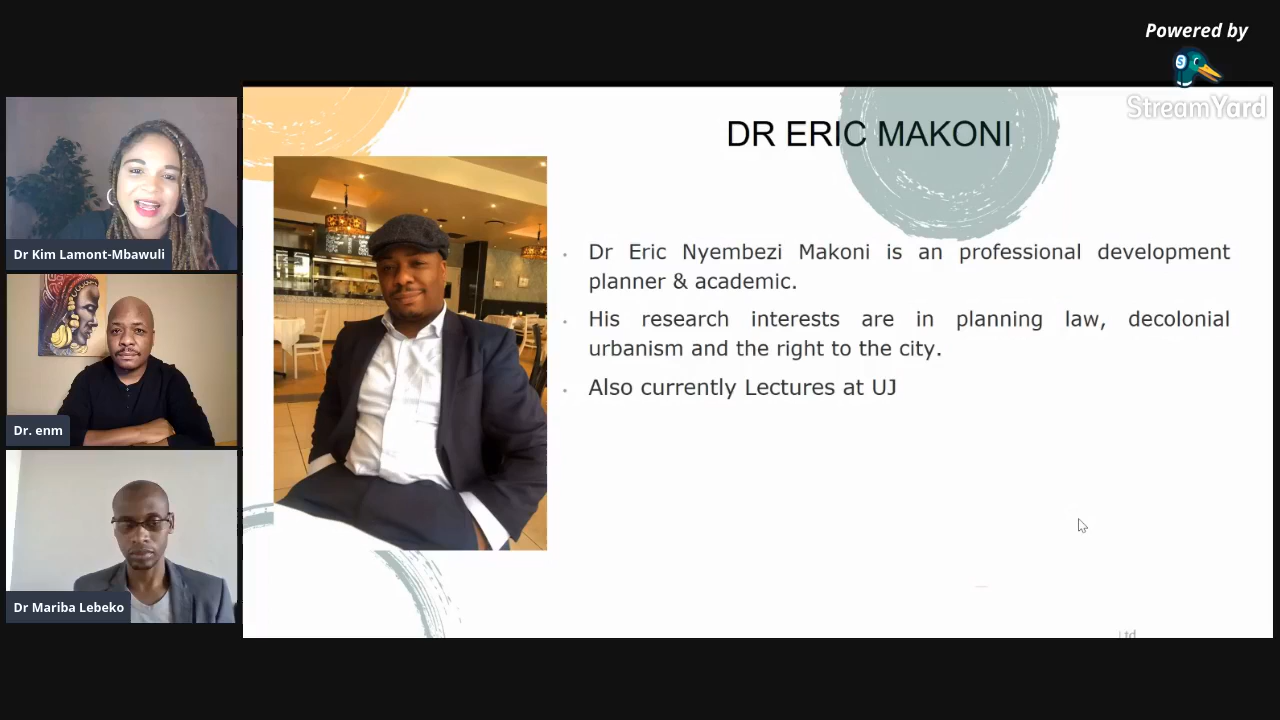 Powered by
StreamYard
DR ERIC MAKONI
Dr Eric Nyembezi Makoni is an professional development
planner & academic.
His research interests are in planning law, decolonial
urbanism and the right to the city.
Also currently Lectures at UJ
Dr Kim Lamont-Mbawuli
Dr. enm
Dr Mariba Lebeko
Ltd